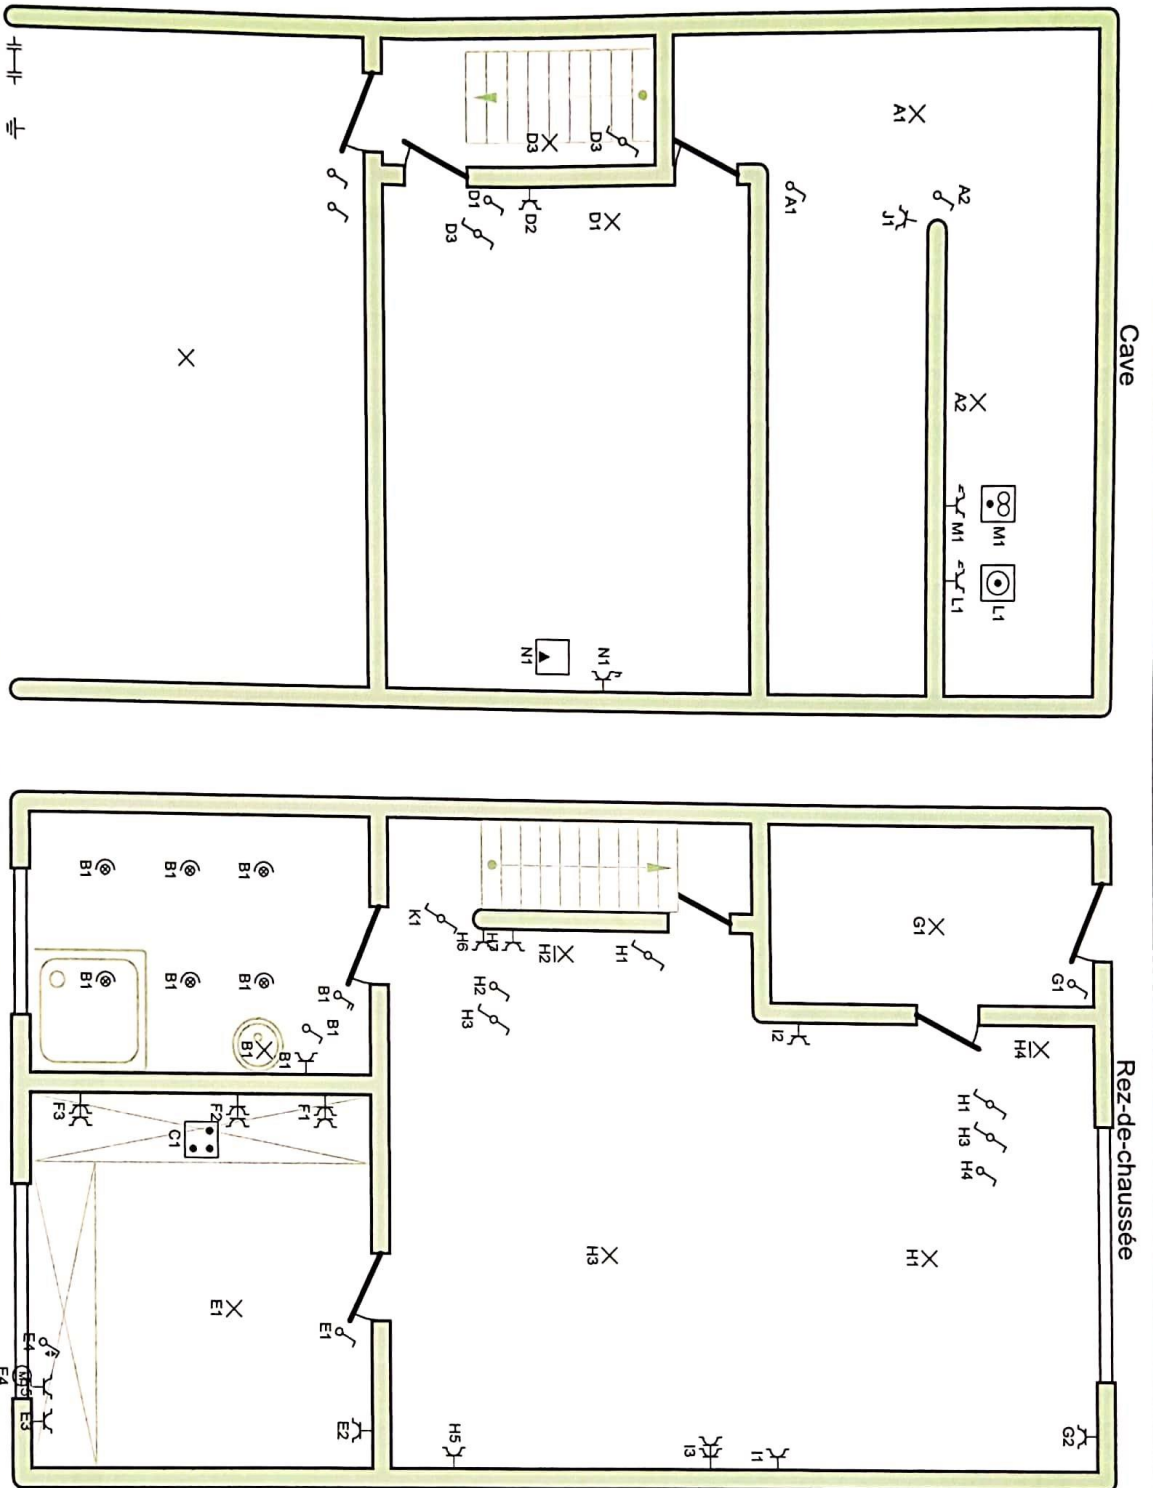 Cave
A1
A2
J1
A1
A2
M1
L1
M1
L1
D3
D3
D1
D2
D1
D3
N1
N1
Rez-de-chaussée
G1
G1
H4
G2
H1
H3
H4
H1
I2
I1
I3
H1
H2
H3
H7
H6
H2
H3
K1
H5
E1
E2
B1
B1
B1
B1
B1
B1
B1
B1
B1
B1
F1
F2
F3
C1
E1
E4
E3